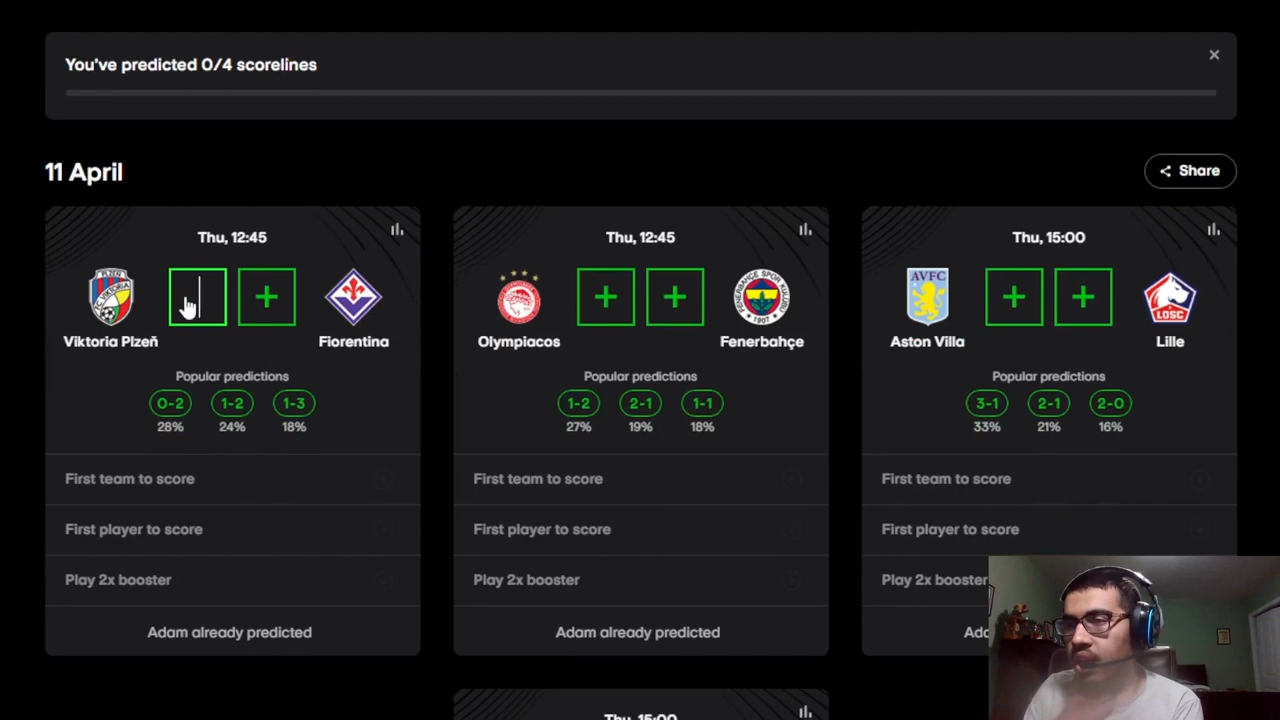 You've predicted 0/4 scorelines
11 April
Share
Thu, 12:45
Viktoria Plzeň
Fiorentina
Popular predictions
0-2 1-2 1-3
28% 24% 18%
First team to score
First player to score
Play 2x booster
Adam already predicted
Thu, 12:45
Olympiacos
Fenerbahçe
Popular predictions
1-2 2-1 1-1
27% 19% 18%
First team to score
First player to score
Play 2x booster
Adam already predicted
Thu, 15:00
AVFC
Aston Villa
LOSC
Lille
Popular predictions
3-1 2-1 2-0
33% 21% 16%
First team to score
First player to score
Play 2x booster
Thu, 15:00